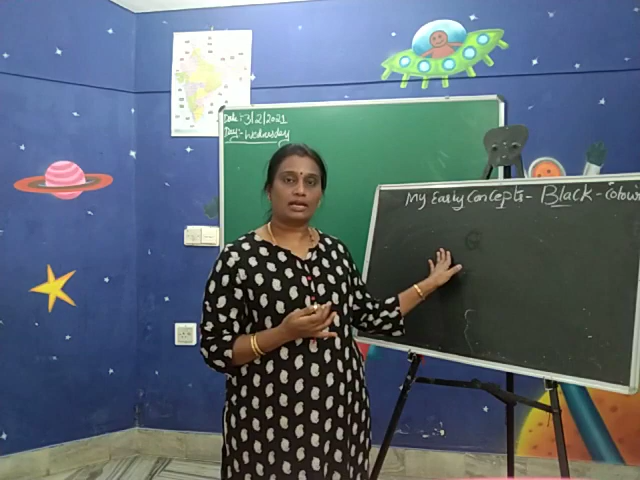 Date:- 3/2/2021
Day:- Wednesday
My Early Concepts - Black - colour